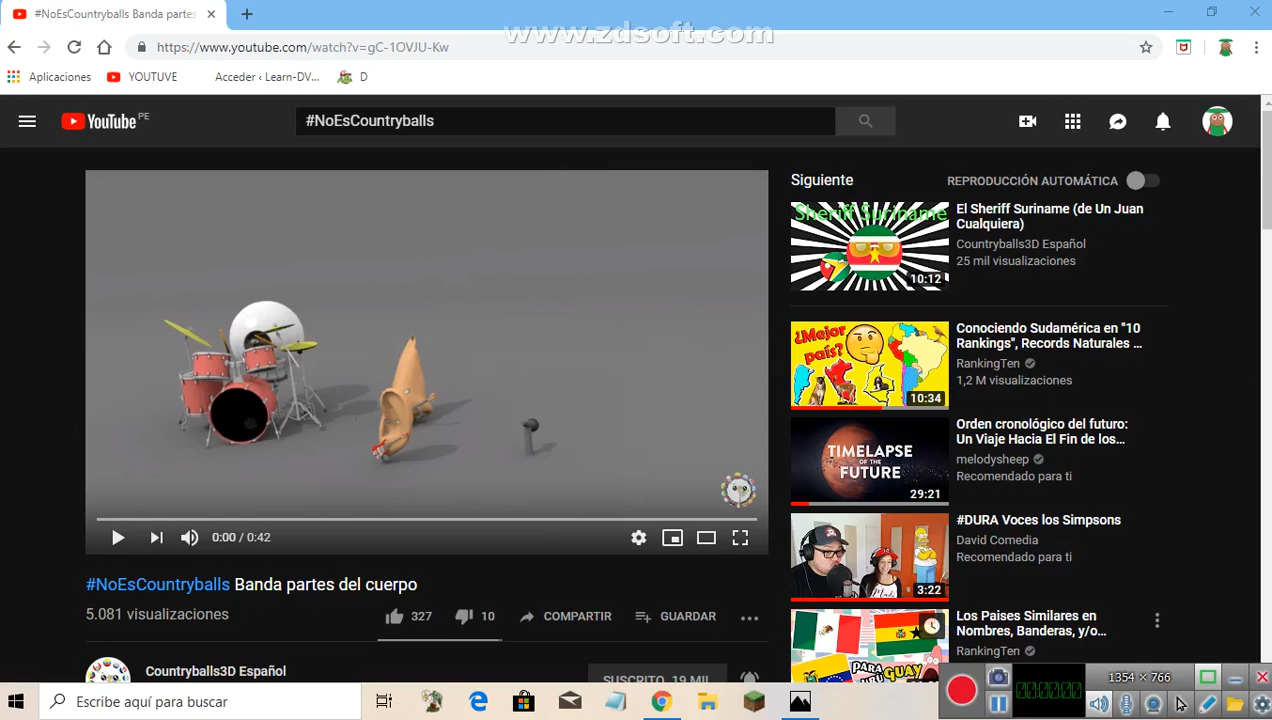 #NoEsCountryballs Banda partes
www.zdsoft.com
https://www.youtube.com/watch?v=gC-1OVJU-Kw
Aplicaciones
YOUTUVE
Acceder ‹ Learn-DV...
D
YouTube PE
#NoEsCountryballs
Siguiente
REPRODUCCIÓN AUTOMÁTICA
Sheriff Suriname
10:12
El Sheriff Suriname (de Un Juan
Cualquiera)
Countryballs3D Español
25 mil visualizaciones
¿Mejor
país?
10:34
Conociendo Sudamérica en "10
Rankings", Records Naturales ...
RankingTen
1,2 M visualizaciones
TIMELAPSE
OF THE
FUTURE
29:21
Orden cronológico del futuro:
Un Viaje Hacia El Fin de los...
melodysheep
Recomendado para ti
3:22
#DURA Voces los Simpsons
David Comedia
Recomendado para ti
PARA
GUAY
Los Paises Similares en
Nombres, Banderas, y/o...
RankingTen
0:00 / 0:42
#NoEsCountryballs Banda partes del cuerpo
5.081 visualizaciones
327
10
COMPARTIR
GUARDAR
Countryballs3D Español
SUSCRITO 19 MIL
1354 × 766
00:00:00
Escribe aquí para buscar